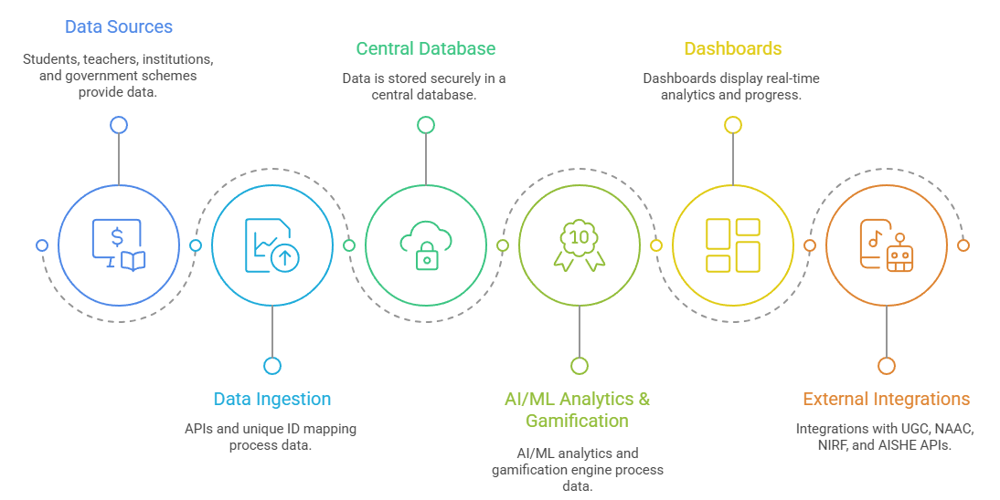 Data Sources
Students, teachers, institutions,
and government schemes
provide data.
Central Database
Data is stored securely in a
central database.
Dashboards
Dashboards display real-time
analytics and progress.
$
10
Data Ingestion
APIs and unique ID mapping
process data.
AI/ML Analytics &
Gamification
AI/ML analytics and
gamification engine process
data.
External Integrations
Integrations with UGC, NAAC,
NIRF, and AISHE APIs.